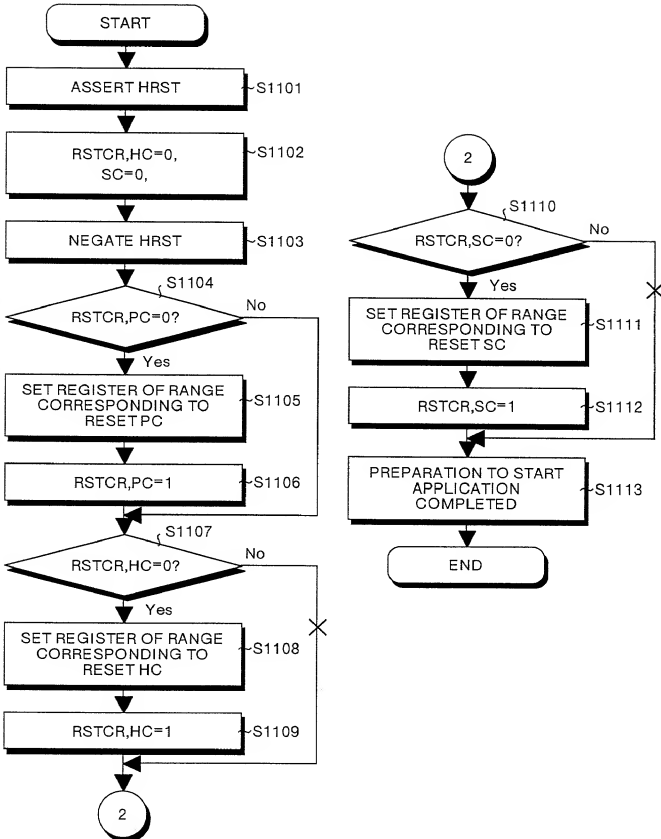 START
ASSERT HRST
S1101
RSTCR,HC=0,
SC=0,
S1102
NEGATE HRST
S1103
S1104
RSTCR,PC=0?
No
Yes
SET REGISTER OF RANGE
CORRESPONDING TO
RESET PC
S1105
RSTCR,PC=1
S1106
S1107
RSTCR,HC=0?
No
Yes
SET REGISTER OF RANGE
CORRESPONDING TO
RESET HC
S1108
RSTCR,HC=1
S1109
2
2
S1110
RSTCR,SC=0?
No
Yes
SET REGISTER OF RANGE
CORRESPONDING TO
RESET SC
S1111
RSTCR,SC=1
S1112
PREPARATION TO START
APPLICATION
COMPLETED
S1113
END